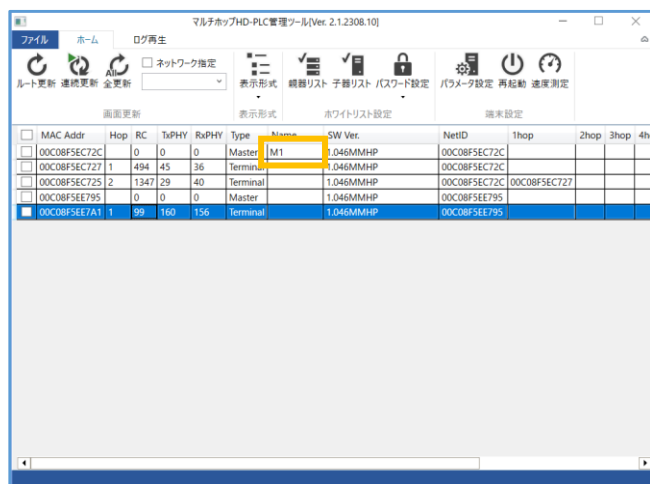 マルチホップHD-PLC管理ツール[Ver. 2.1.2308.10]
ファイル ホーム ログ再生
ルート更新 連続更新 全更新 ネットワーク指定 表示形式 親器リスト 子器リスト パスワード設定 パラメータ設定 再起動 速度測定
All
画面更新 表示形式 ホワイトリスト設定 端末設定
MAC Addr Hop RC TxPHY RxPHY Type Name SW Ver. NetID 1hop 2hop 3hop 4h
00C08F5EC72C 0 0 0 Master M1 1.046MMHP 00C08F5EC72C
00C08F5EC727 1 494 45 36 Terminal 1.046MMHP 00C08F5EC72C
00C08F5EC725 2 1347 29 40 Terminal 1.046MMHP 00C08F5EC72C 00C08F5EC727
00C08F5EE795 0 0 0 Master 1.046MMHP 00C08F5EE795
00C08F5EE7A1 1 99 160 156 Terminal 1.046MMHP 00C08F5EE795